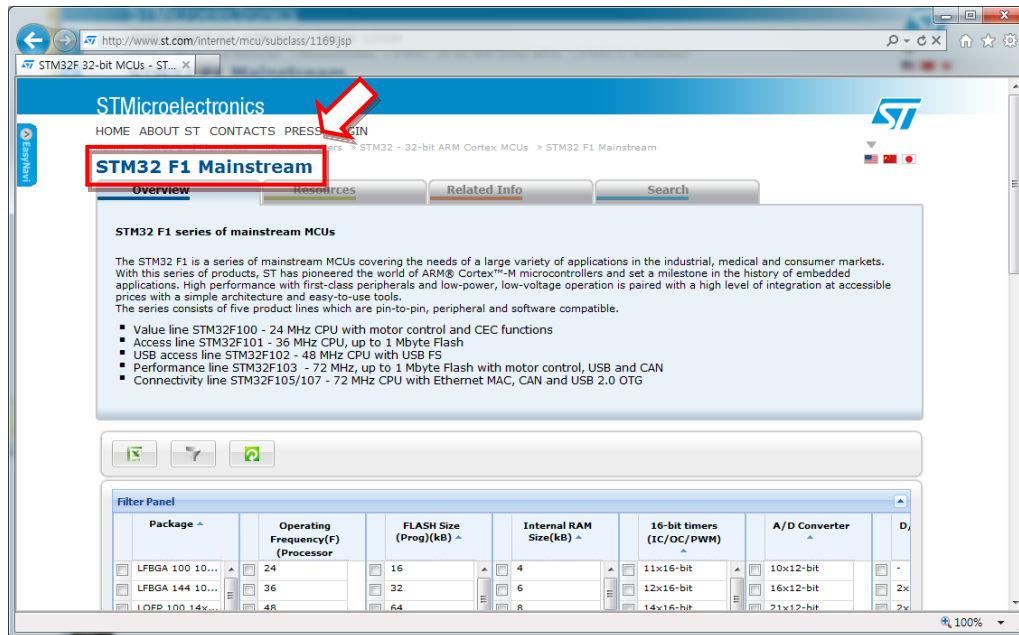 http://www.st.com/internet/mcu/subclass/1169.jsp
STM32F 32-bit MCUs - ST...
STMicroelectronics
HOME ABOUT ST CONTACTS PRESS
» STM32 - 32-bit ARM Cortex MCUs » STM32 F1 Mainstream
EasyNavi
STM32 F1 Mainstream
Overview Resources Related Info Search
STM32 F1 series of mainstream MCUs
The STM32 F1 is a series of mainstream MCUs covering the needs of a large variety of applications in the industrial, medical and consumer markets.
With this series of products, ST has pioneered the world of ARM® Cortex™-M microcontrollers and set a milestone in the history of embedded
applications. High performance with first-class peripherals and low-power, low-voltage operation is paired with a high level of integration at accessible
prices with a simple architecture and easy-to-use tools.
The series consists of five product lines which are pin-to-pin, peripheral and software compatible.
Value line STM32F100 - 24 MHz CPU with motor control and CEC functions
Access line STM32F101 - 36 MHz CPU, up to 1 Mbyte Flash
USB access line STM32F102 - 48 MHz CPU with USB FS
Performance line STM32F103 - 72 MHz, up to 1 Mbyte Flash with motor control, USB and CAN
Connectivity line STM32F105/107 - 72 MHz CPU with Ethernet MAC, CAN and USB 2.0 OTG
Filter Panel
Package Operating Frequency(F) (Processor FLASH Size (Prog)(kB) Internal RAM Size(kB) 16-bit timers (IC/OC/PWM) A/D Converter D/
LFBGA 100 10... 24 16 4 11x16-bit 10x12-bit -
LFBGA 144 10... 36 32 6 12x16-bit 16x12-bit 2x
LQFP 100 14x... 48 64 8 14x16-bit 21x12-bit 2x
100%